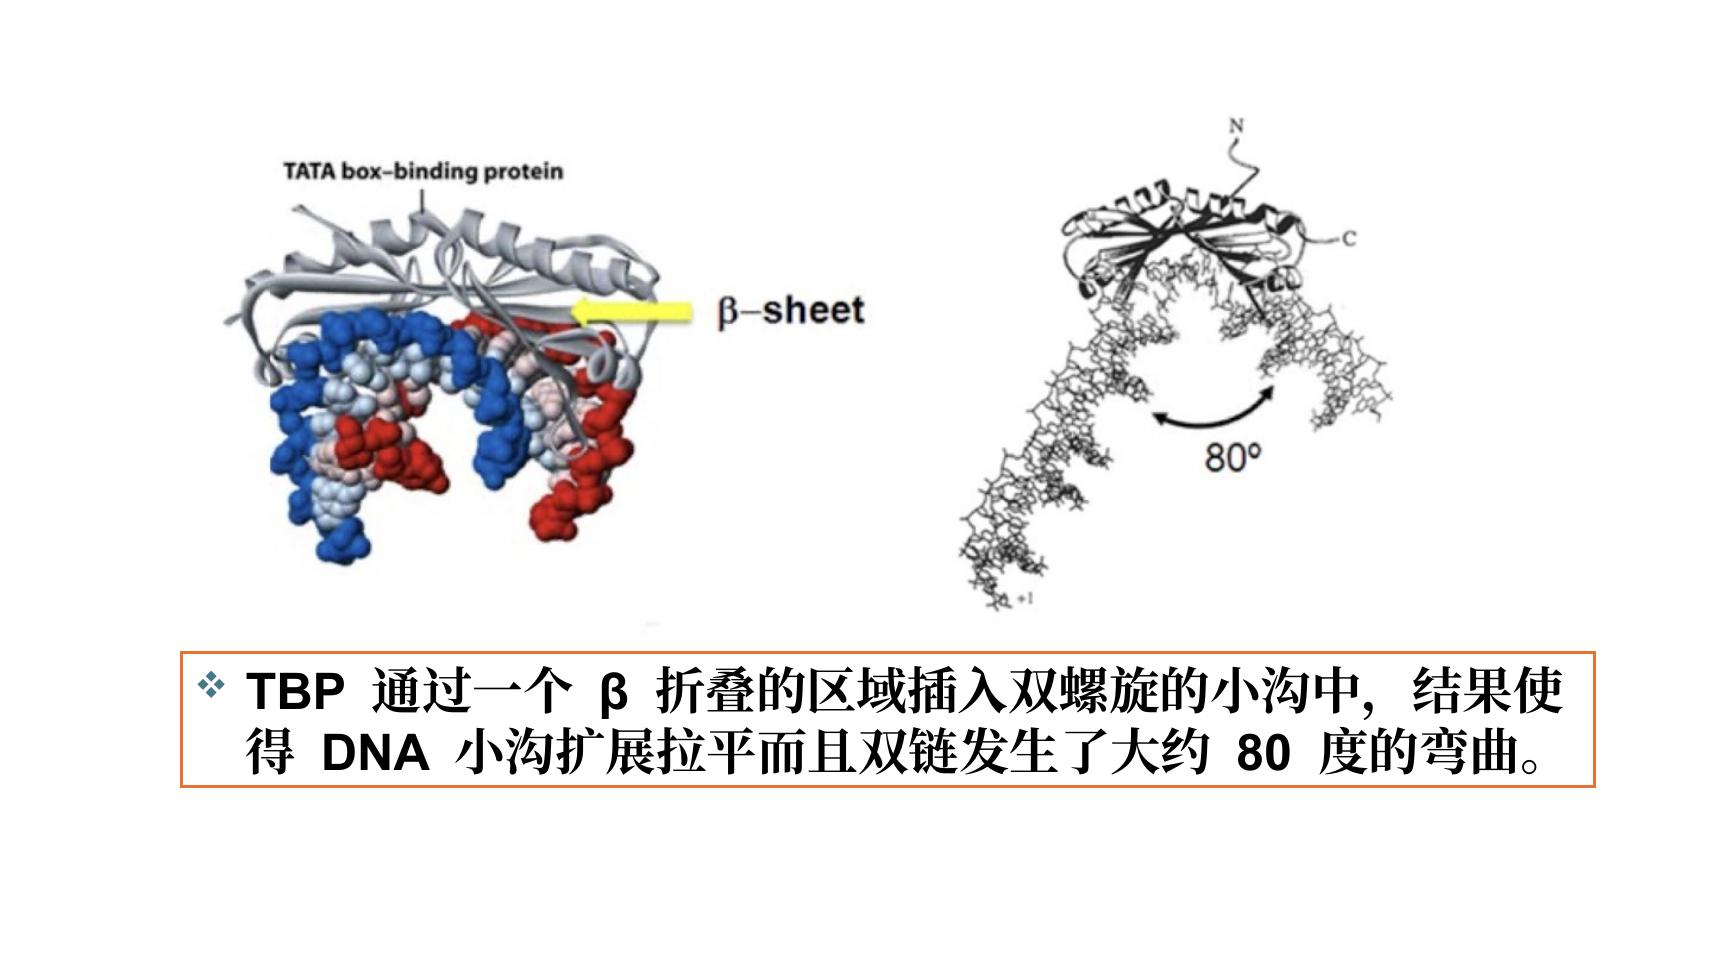 TATA box–binding protein
β–sheet
N
C
80º
+1
❖ TBP 通过一个 β 折叠的区域插入双螺旋的小沟中，结果使
得 DNA 小沟扩展拉平而且双链发生了大约 80 度的弯曲。